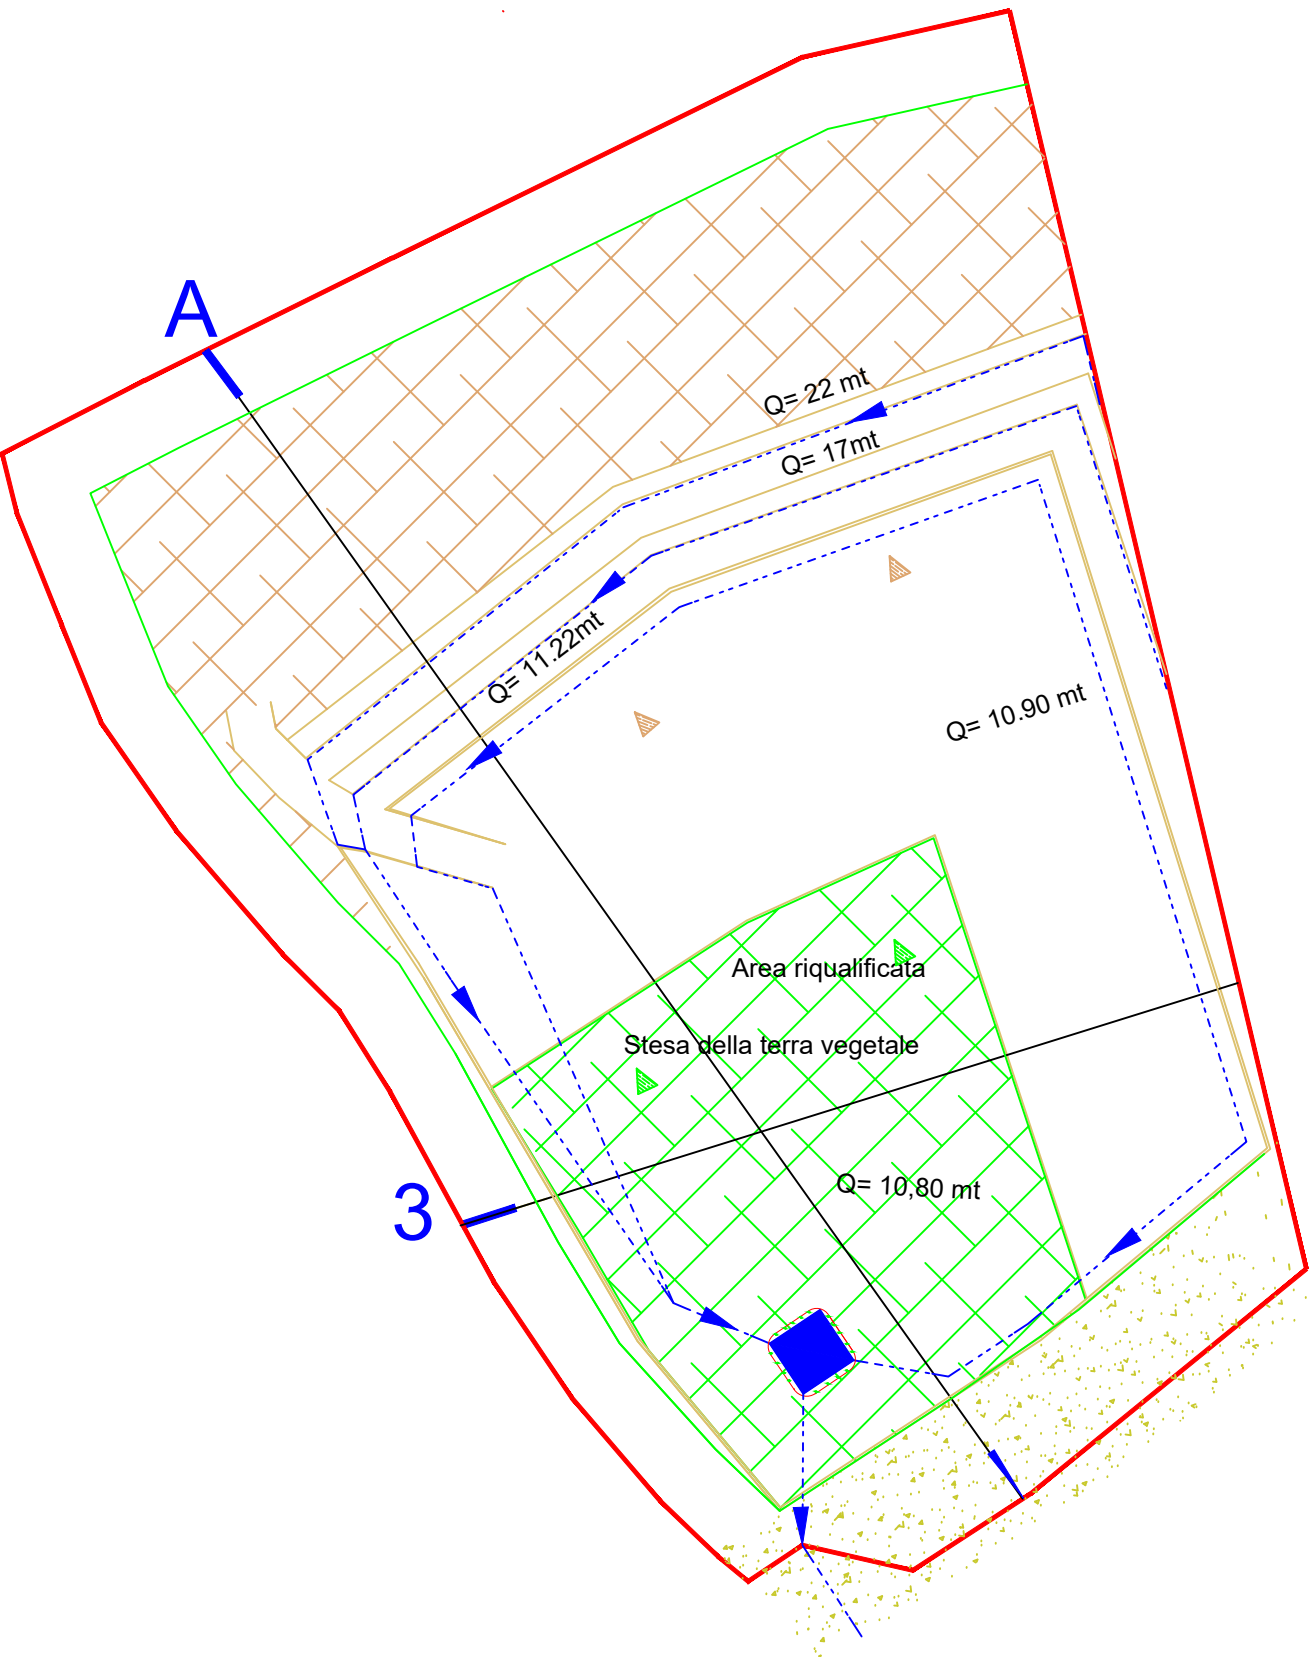 A
Q= 22 mt
Q= 17mt
Q= 11.22mt
Q= 10.90 mt
Area riqualificata
Stesa della terra vegetale
Q= 10,80 mt
3